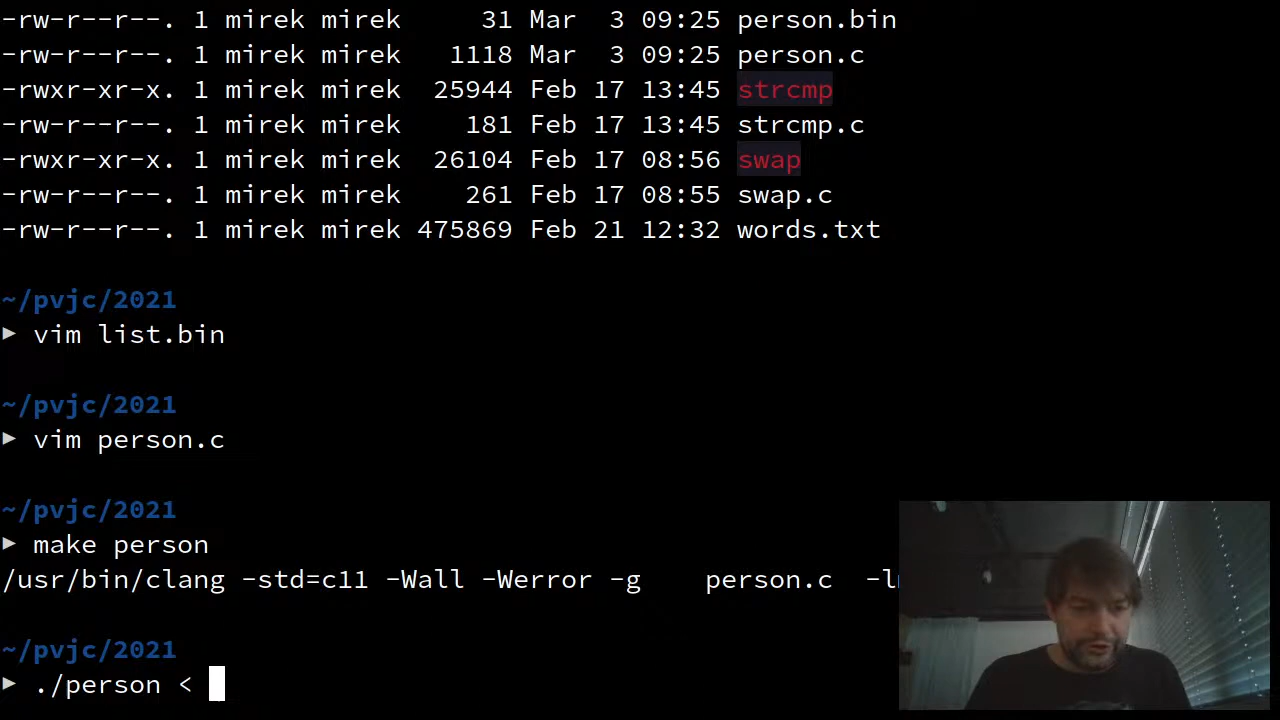 -rw-r--r--. 1 mirek mirek     31 Mar  3 09:25 person.bin
-rw-r--r--. 1 mirek mirek   1118 Mar  3 09:25 person.c
-rwxr-xr-x. 1 mirek mirek  25944 Feb 17 13:45 strcmp
-rw-r--r--. 1 mirek mirek    181 Feb 17 13:45 strcmp.c
-rwxr-xr-x. 1 mirek mirek  26104 Feb 17 08:56 swap
-rw-r--r--. 1 mirek mirek    261 Feb 17 08:55 swap.c
-rw-r--r--. 1 mirek mirek 475869 Feb 21 12:32 words.txt
~/pvjc/2021
► vim list.bin
~/pvjc/2021
► vim person.c
~/pvjc/2021
► make person
/usr/bin/clang -std=c11 -Wall -Werror -g    person.c
~/pvjc/2021
► ./person <